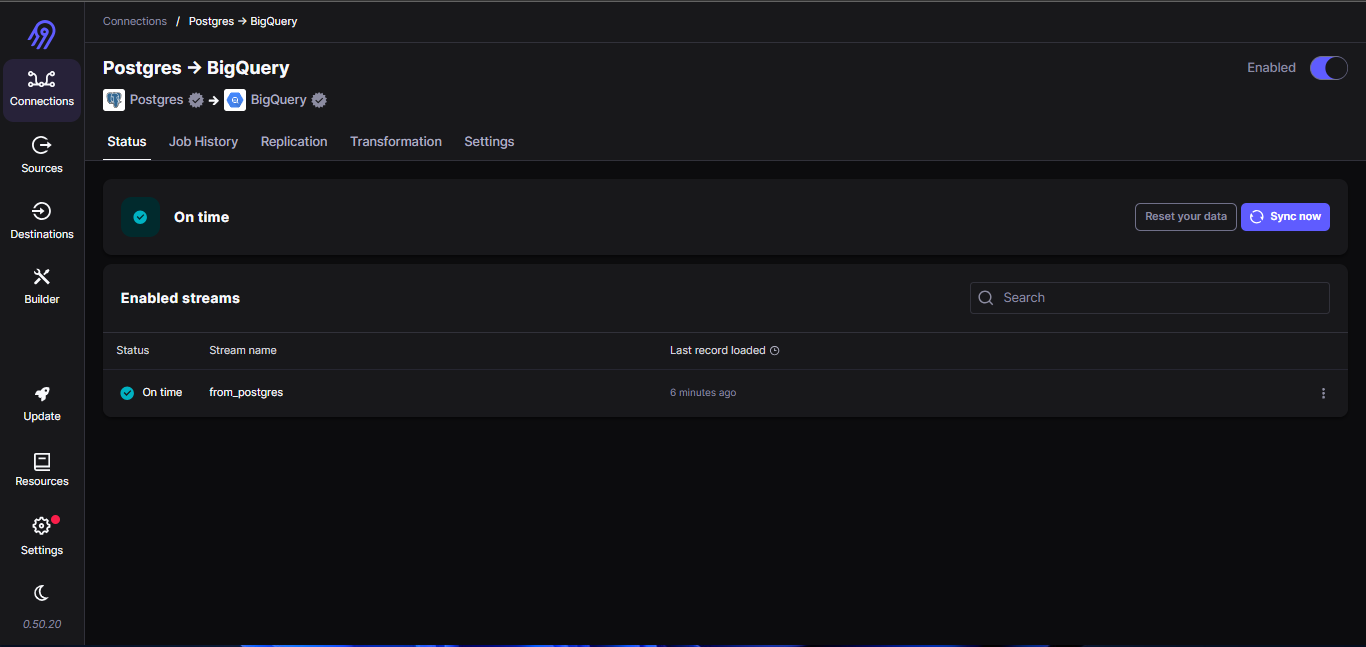 Connections / Postgres → BigQuery
Postgres → BigQuery
Enabled
Postgres → BigQuery
Status Job History Replication Transformation Settings
On time
Reset your data Sync now
Enabled streams
Search
Status Stream name Last record loaded
On time from_postgres 6 minutes ago
Connections
Sources
Destinations
Builder
Update
Resources
Settings
0.50.20